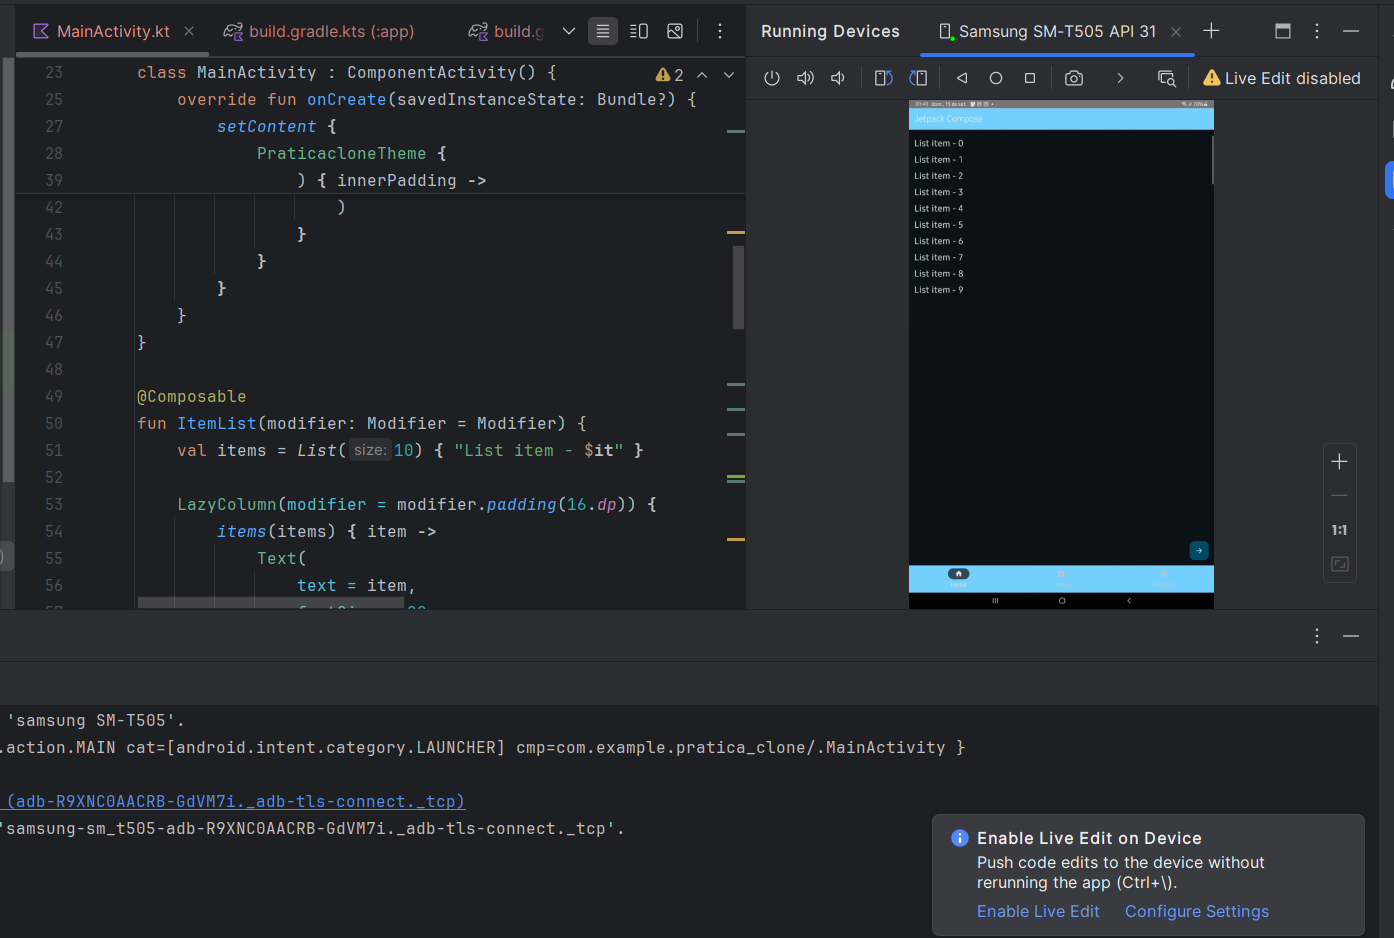 MainActivity.kt
build.gradle.kts (:app)
build.g
Running Devices
Samsung SM-T505 API 31
Live Edit disabled
2
23 class MainActivity : ComponentActivity() {
25 override fun onCreate(savedInstanceState: Bundle?) {
27 setContent {
28 PraticacloneTheme {
39 ) { innerPadding ->
42 )
43 }
44 }
45 }
46 }
47 }
48
49 @Composable
50 fun ItemList(modifier: Modifier = Modifier) {
51 val items = List( size: 10) { "List item - $it" }
52
53 LazyColumn(modifier = modifier.padding(16.dp)) {
54 items(items) { item ->
55 Text(
56 text = item,
01:41 dom., 15 de set.
70%
Jetpack Compose
List item - 0
List item - 1
List item - 2
List item - 3
List item - 4
List item - 5
List item - 6
List item - 7
List item - 8
List item - 9
Home
1:1
'samsung SM-T505'.
.action.MAIN cat=[android.intent.category.LAUNCHER] cmp=com.example.pratica_clone/.MainActivity }
(adb-R9XNC0AACRB-GdVM7i._adb-tls-connect._tcp)
'samsung-sm_t505-adb-R9XNC0AACRB-GdVM7i._adb-tls-connect._tcp'.
Enable Live Edit on Device
Push code edits to the device without
rerunning the app (Ctrl+\).
Enable Live Edit
Configure Settings